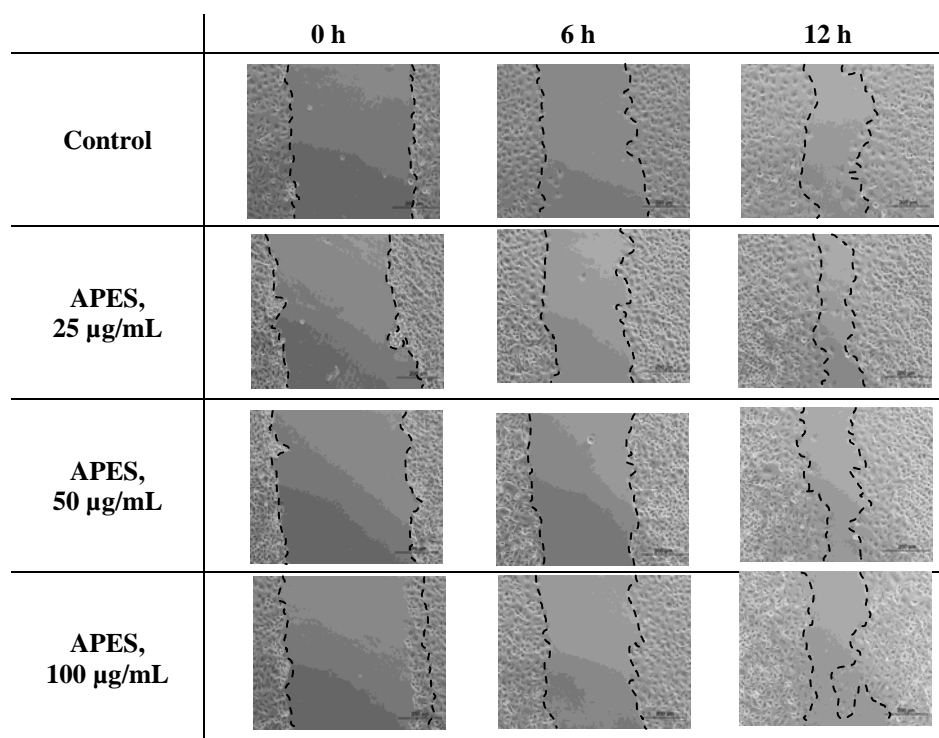 0 h 6 h 12 h
Control
APES,
25 µg/mL
APES,
50 µg/mL
APES,
100 µg/mL